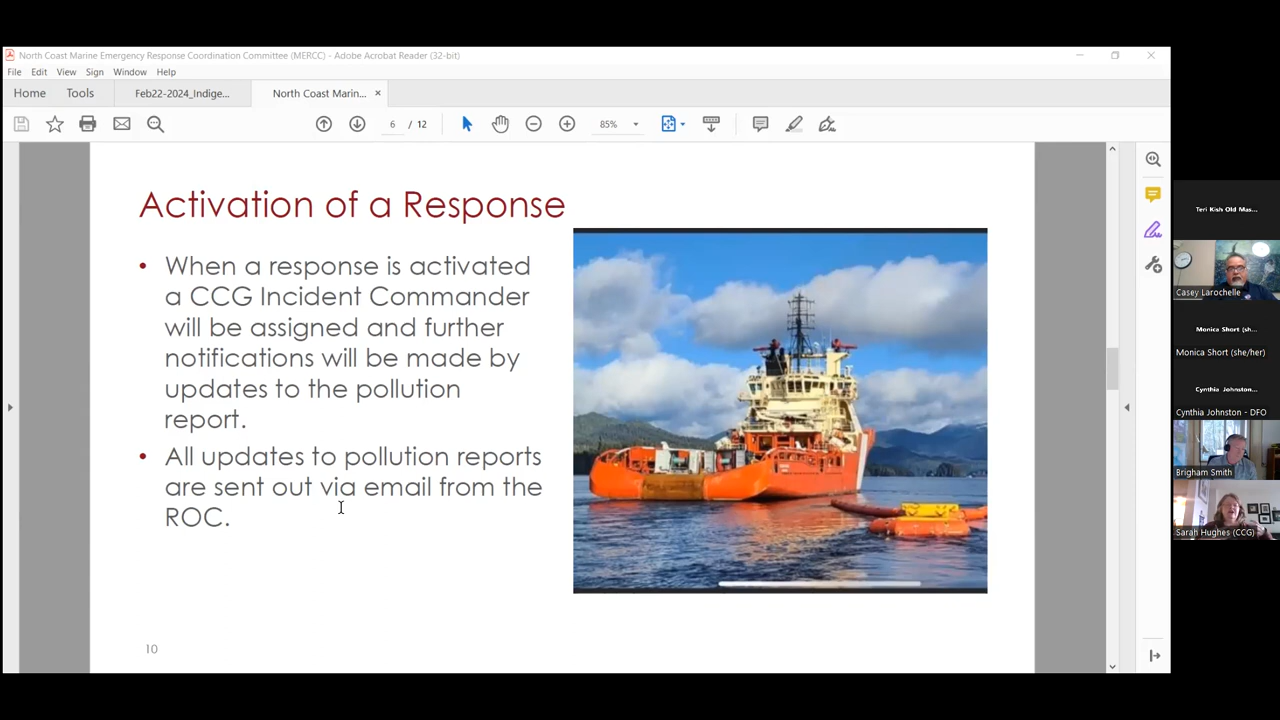 North Coast Marine Emergency Response Coordination Committee (MERCC) - Adobe Acrobat Reader (32-bit)
File Edit View Sign Window Help
Home Tools Feb22-2024_Indige... North Coast Marin... ×
6 / 12 85%
Activation of a Response
• When a response is activated
a CCG Incident Commander
will be assigned and further
notifications will be made by
updates to the pollution
report.
• All updates to pollution reports
are sent out via email from the
ROC.
10
Teri Kish Old Mas...
Casey Larochelle
Monica Short (sh...
Monica Short (she/her)
Cynthia Johnston...
Cynthia Johnston - DFO
Brigham Smith
Sarah Hughes (CCG)